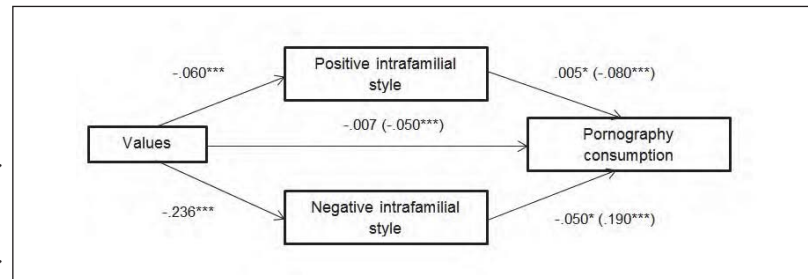 Positive intrafamilial
style
-.060***
.005* (-.080***)
-.007 (-.050***)
Values
Pornography
consumption
-.236***
Negative intrafamilial
style
-.050* (.190***)